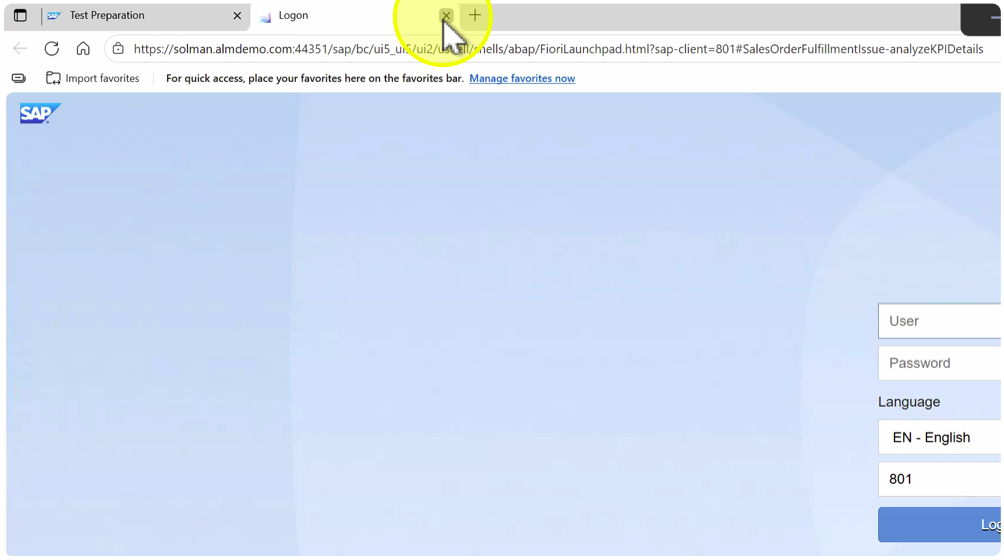 SAP Test Preparation Logon
https://solman.almdemo.com:44351/sap/bc/ui5_ui5/ui2/ushell/shells/abap/FioriLaunchpad.html?sap-client=801#SalesOrderFulfillmentIssue-analyzeKPIDetails
Import favorites For quick access, place your favorites here on the favorites bar. Manage favorites now
SAP
User
Password
Language
EN - English
801